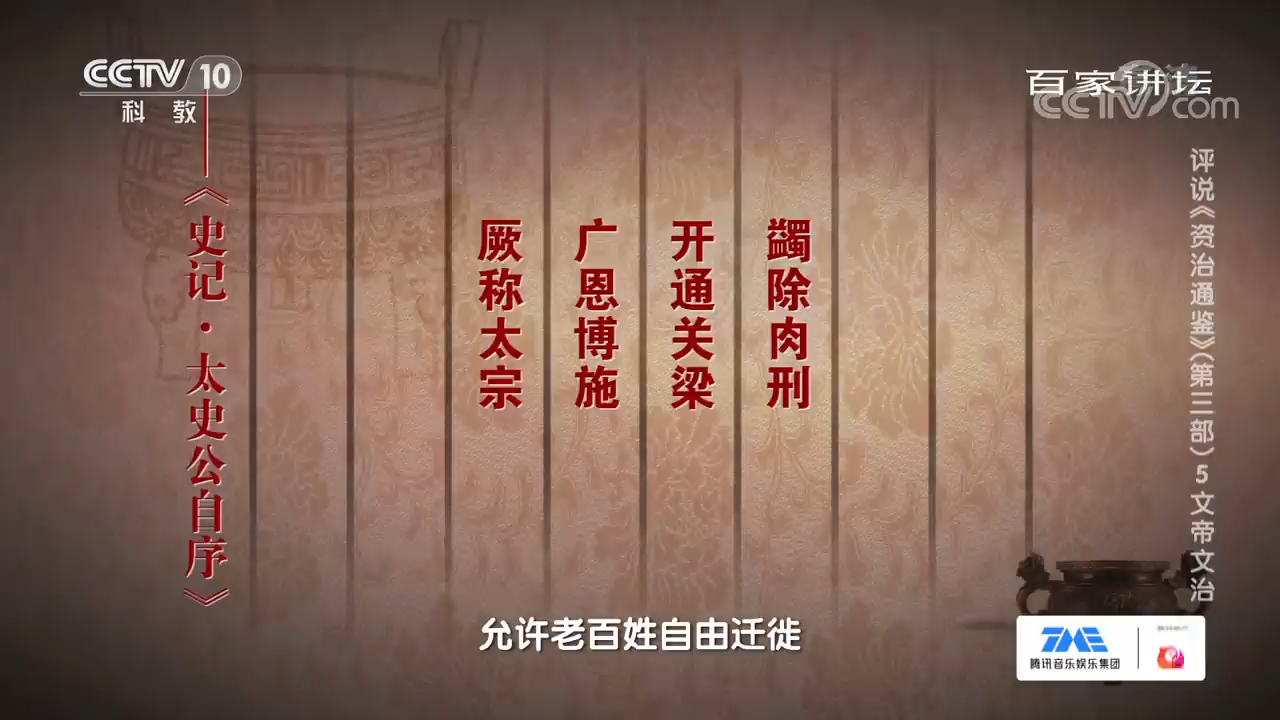 CCTV 10
科教
百家讲坛
CCTV.com
评说《资治通鉴》(第三部) 5 文帝文治
蠲除肉刑
开通关梁
广恩博施
厥称太宗
《史记·太史公自序》
允许老百姓自由迁徙
TME
腾讯音乐娱乐集团